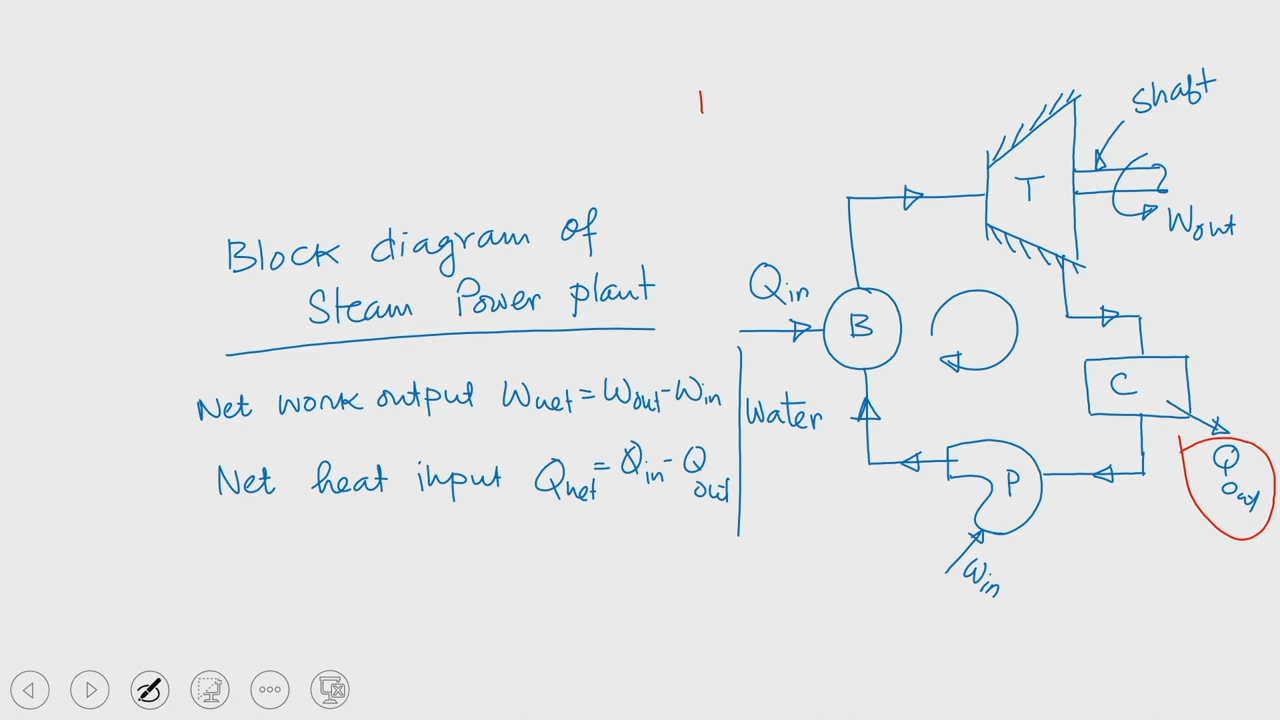 Block diagram of
Steam Power plant
Net work output Wnet = Wout - Win
Net heat input Qnet = Qin - Qout
Shaft
T
Wout
Qin
B
C
Water
Qout
P
Win